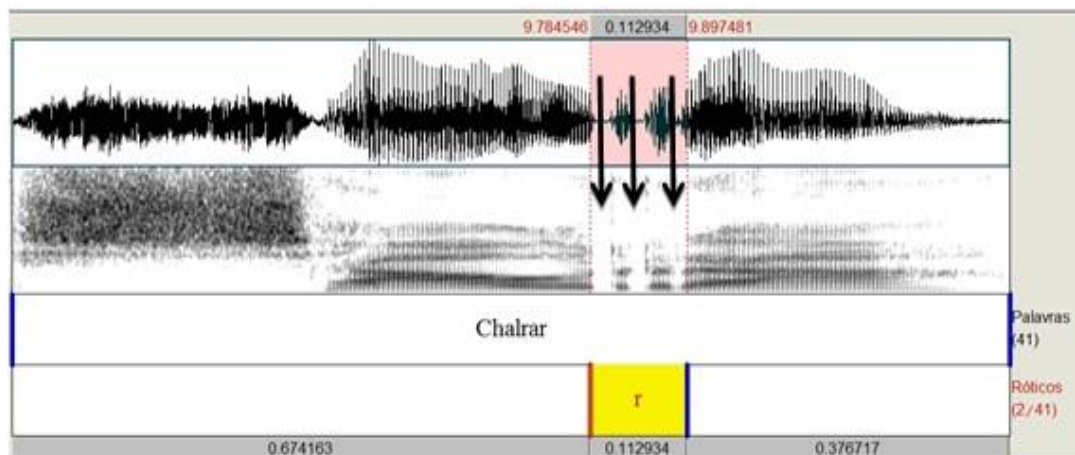 9.784546 0.112934 9.897481
Chalrar
Palavras
(41)
r
Róticos
(2/41)
0.674163 0.112934 0.376717